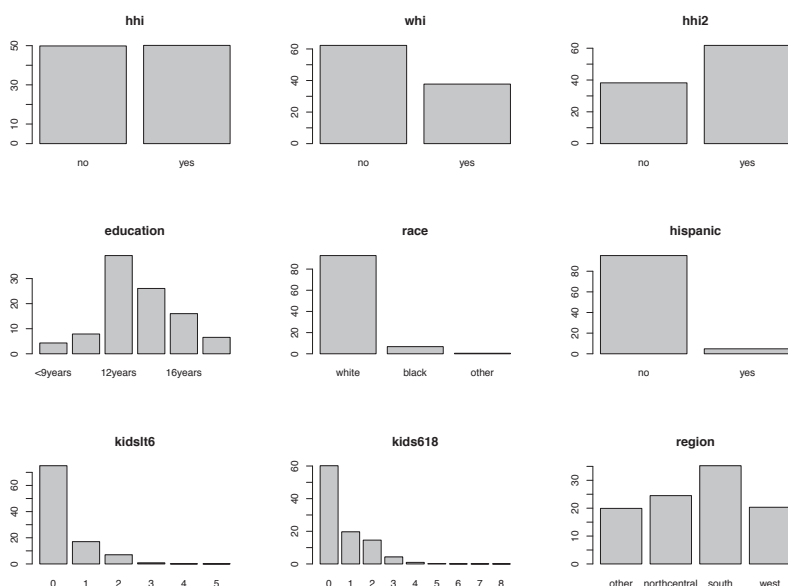 hhi
0 10 30 50
no yes
whi
0 20 40 60
no yes
hhi2
0 20 40 60
no yes
education
0 10 20 30
<9years 12years 16years
race
0 20 40 60 80
white black other
hispanic
0 20 40 60 80
no yes
kidslt6
0 20 40 60
0 1 2 3 4 5
kids618
0 20 40 60
0 1 2 3 4 5 6 7 8
region
0 10 20 30
other northcentral south west